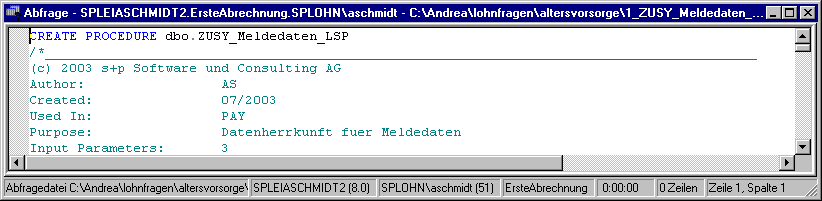 Abfrage - SPLEIASCHMIDT2.ErsteAbrechnung.SPLOHN\aschmidt - C:\Andrea\lohnfragen\altersvorsorge\1_ZUSY_Meldedaten_...
CREATE PROCEDURE dbo.ZUSY_Meldedaten_LSP
/*
(c) 2003 s+p Software und Consulting AG
Author: AS
Created: 07/2003
Used In: PAY
Purpose: Datenherrkunft fuer Meldedaten
Input Parameters: 3
Abfragedatei C:\Andrea\lohnfragen\altersvorsorge\ SPLEIASCHMIDT2 (8.0) SPLOHN\aschmidt (51) ErsteAbrechnung 0:00:00 0 Zeilen Zeile 1, Spalte 1